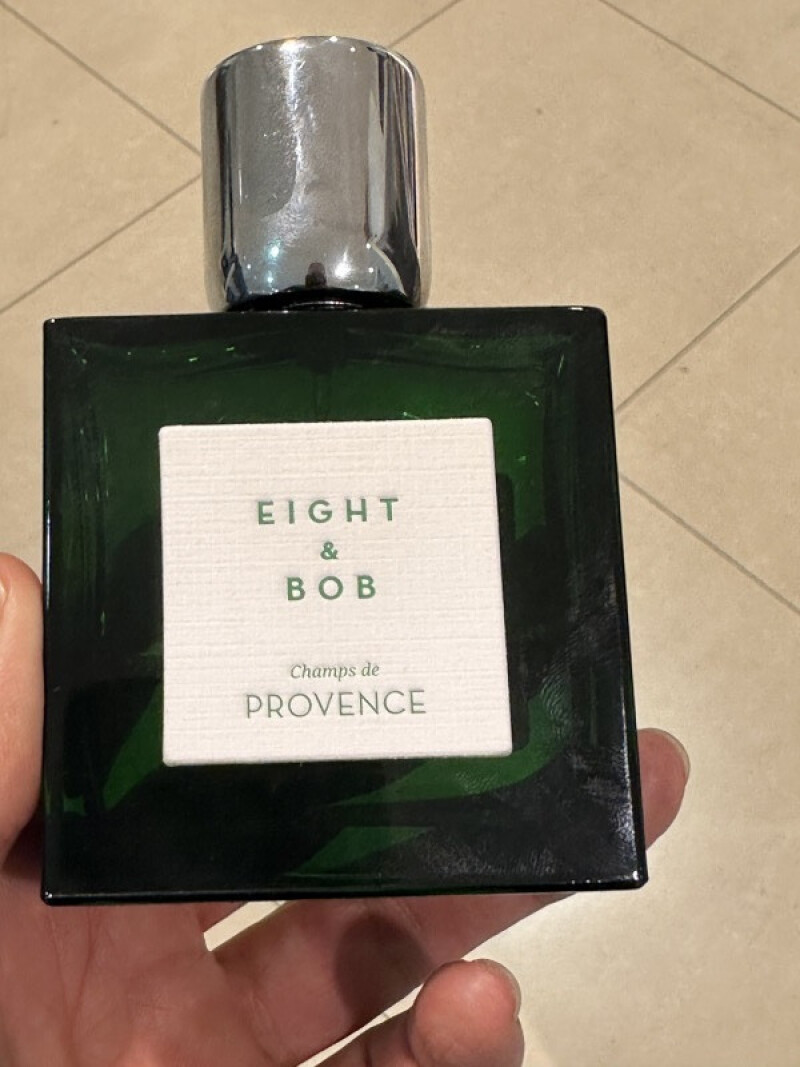 EIGHT
&
BOB
Champs de
PROVENCE